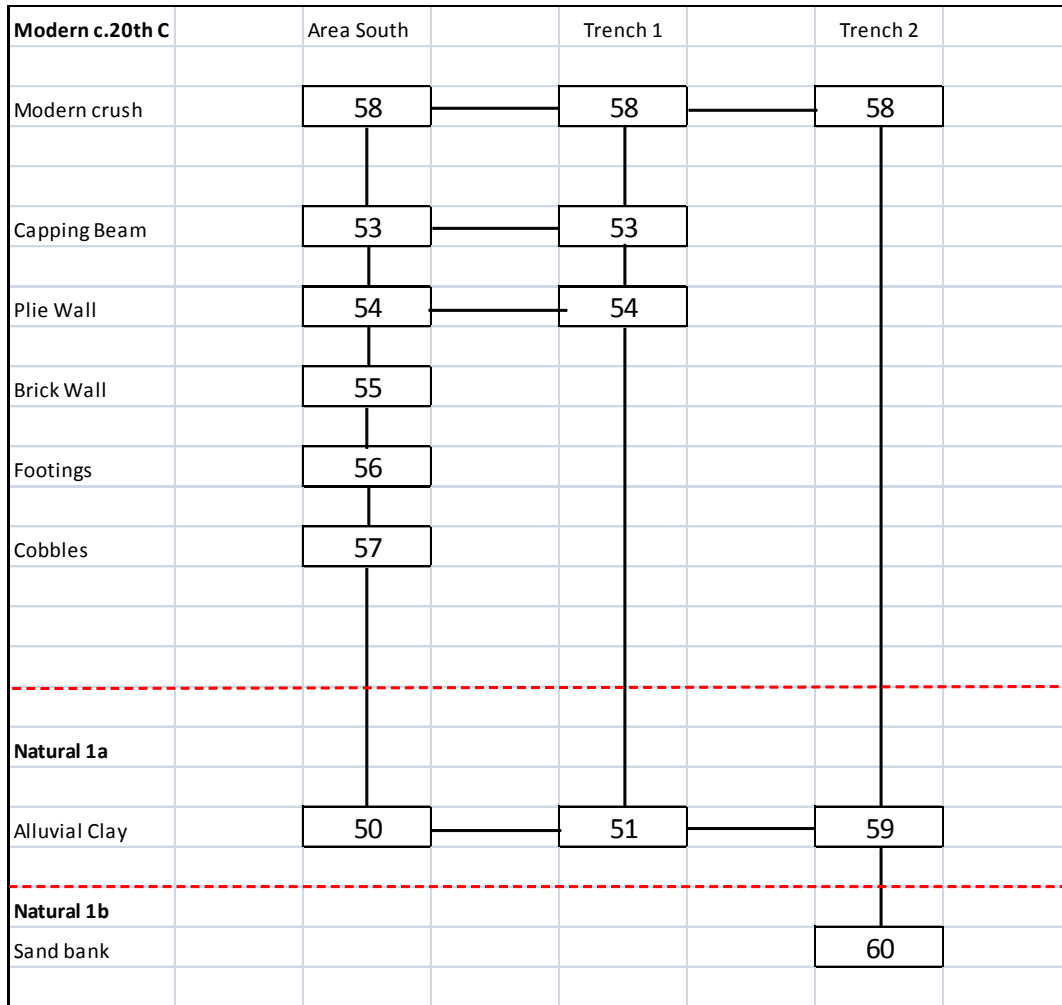 Modern c.20th C Area South Trench 1 Trench 2
Modern crush 58 58 58
Capping Beam 53 53
Plie Wall 54 54
Brick Wall 55
Footings 56
Cobbles 57
Natural 1a
Alluvial Clay 50 51 59
Natural 1b
Sand bank 60